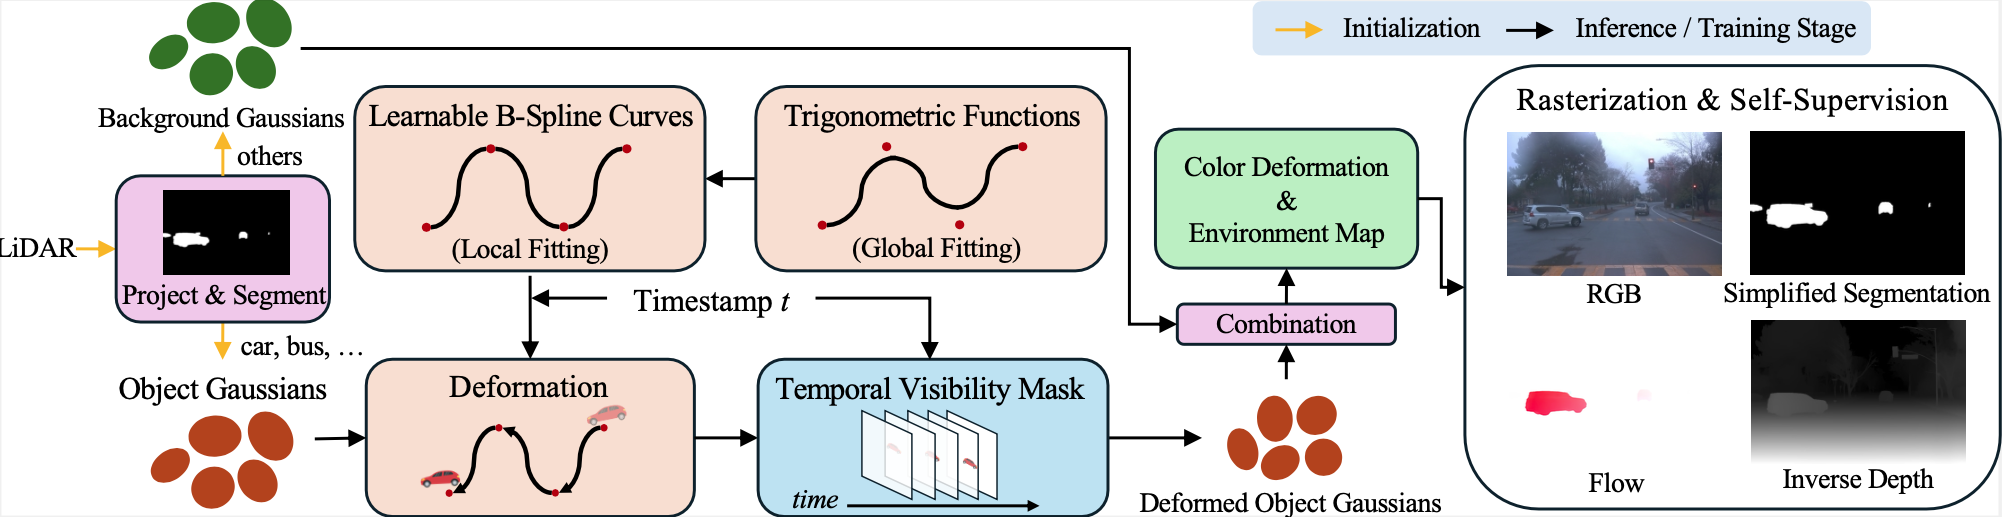 Initialization
Inference / Training Stage
Background Gaussians
others
LiDAR
Project & Segment
car, bus, …
Object Gaussians
Learnable B-Spline Curves
(Local Fitting)
Trigonometric Functions
(Global Fitting)
Timestamp t
Deformation
Temporal Visibility Mask
time
Color Deformation
&
Environment Map
Combination
Deformed Object Gaussians
Rasterization & Self-Supervision
RGB
Simplified Segmentation
Flow
Inverse Depth